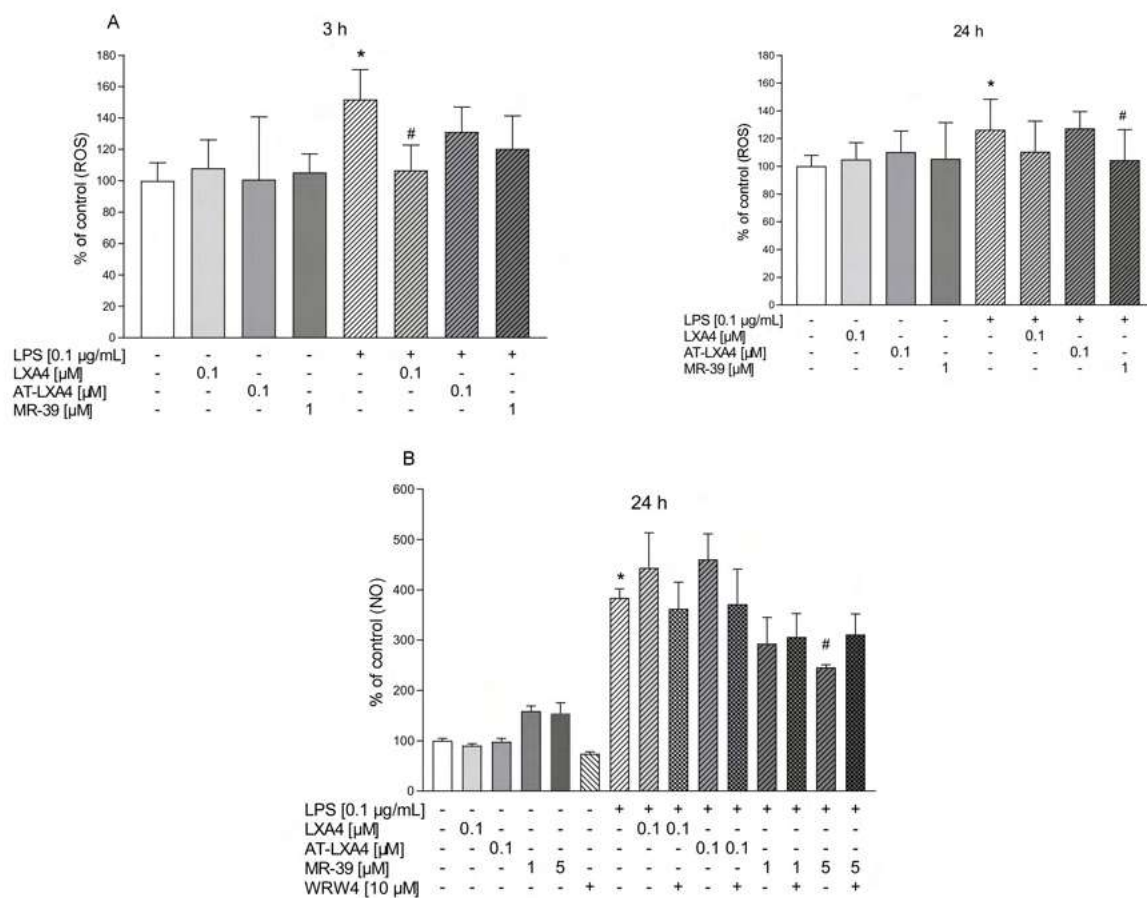 A
3 h
% of control (ROS)
180
160
140
120
100
80
60
40
20
0
LPS [0.1 µg/mL] - - - - + + + +
LXA4 [µM] - 0.1 - - - 0.1 - -
AT-LXA4 [µM] - - 0.1 - - - 0.1 -
MR-39 [µM] - - - 1 - - - 1
*
#
24 h
% of control (ROS)
180
160
140
120
100
80
60
40
20
0
*
#
LPS [0.1 µg/mL] - - - - + + + +
LXA4 [µM] - 0.1 - - - 0.1 - -
AT-LXA4 [µM] - - 0.1 - - - 0.1 -
MR-39 [µM] - - - 1 - - - 1
B
24 h
% of control (NO)
600
500
400
300
200
100
0
*
#
LPS [0.1 µg/mL] - - - - - - + + + + + + + + +
LXA4 [µM] - 0.1 - - - - - 0.1 0.1 - - - - - -
AT-LXA4 [µM] - - 0.1 - - - - - - 0.1 0.1 - - - -
MR-39 [µM] - - - 1 5 - - - - - - 1 1 5 5
WRW4 [10 µM] - - - - - + - - + - + - + - +